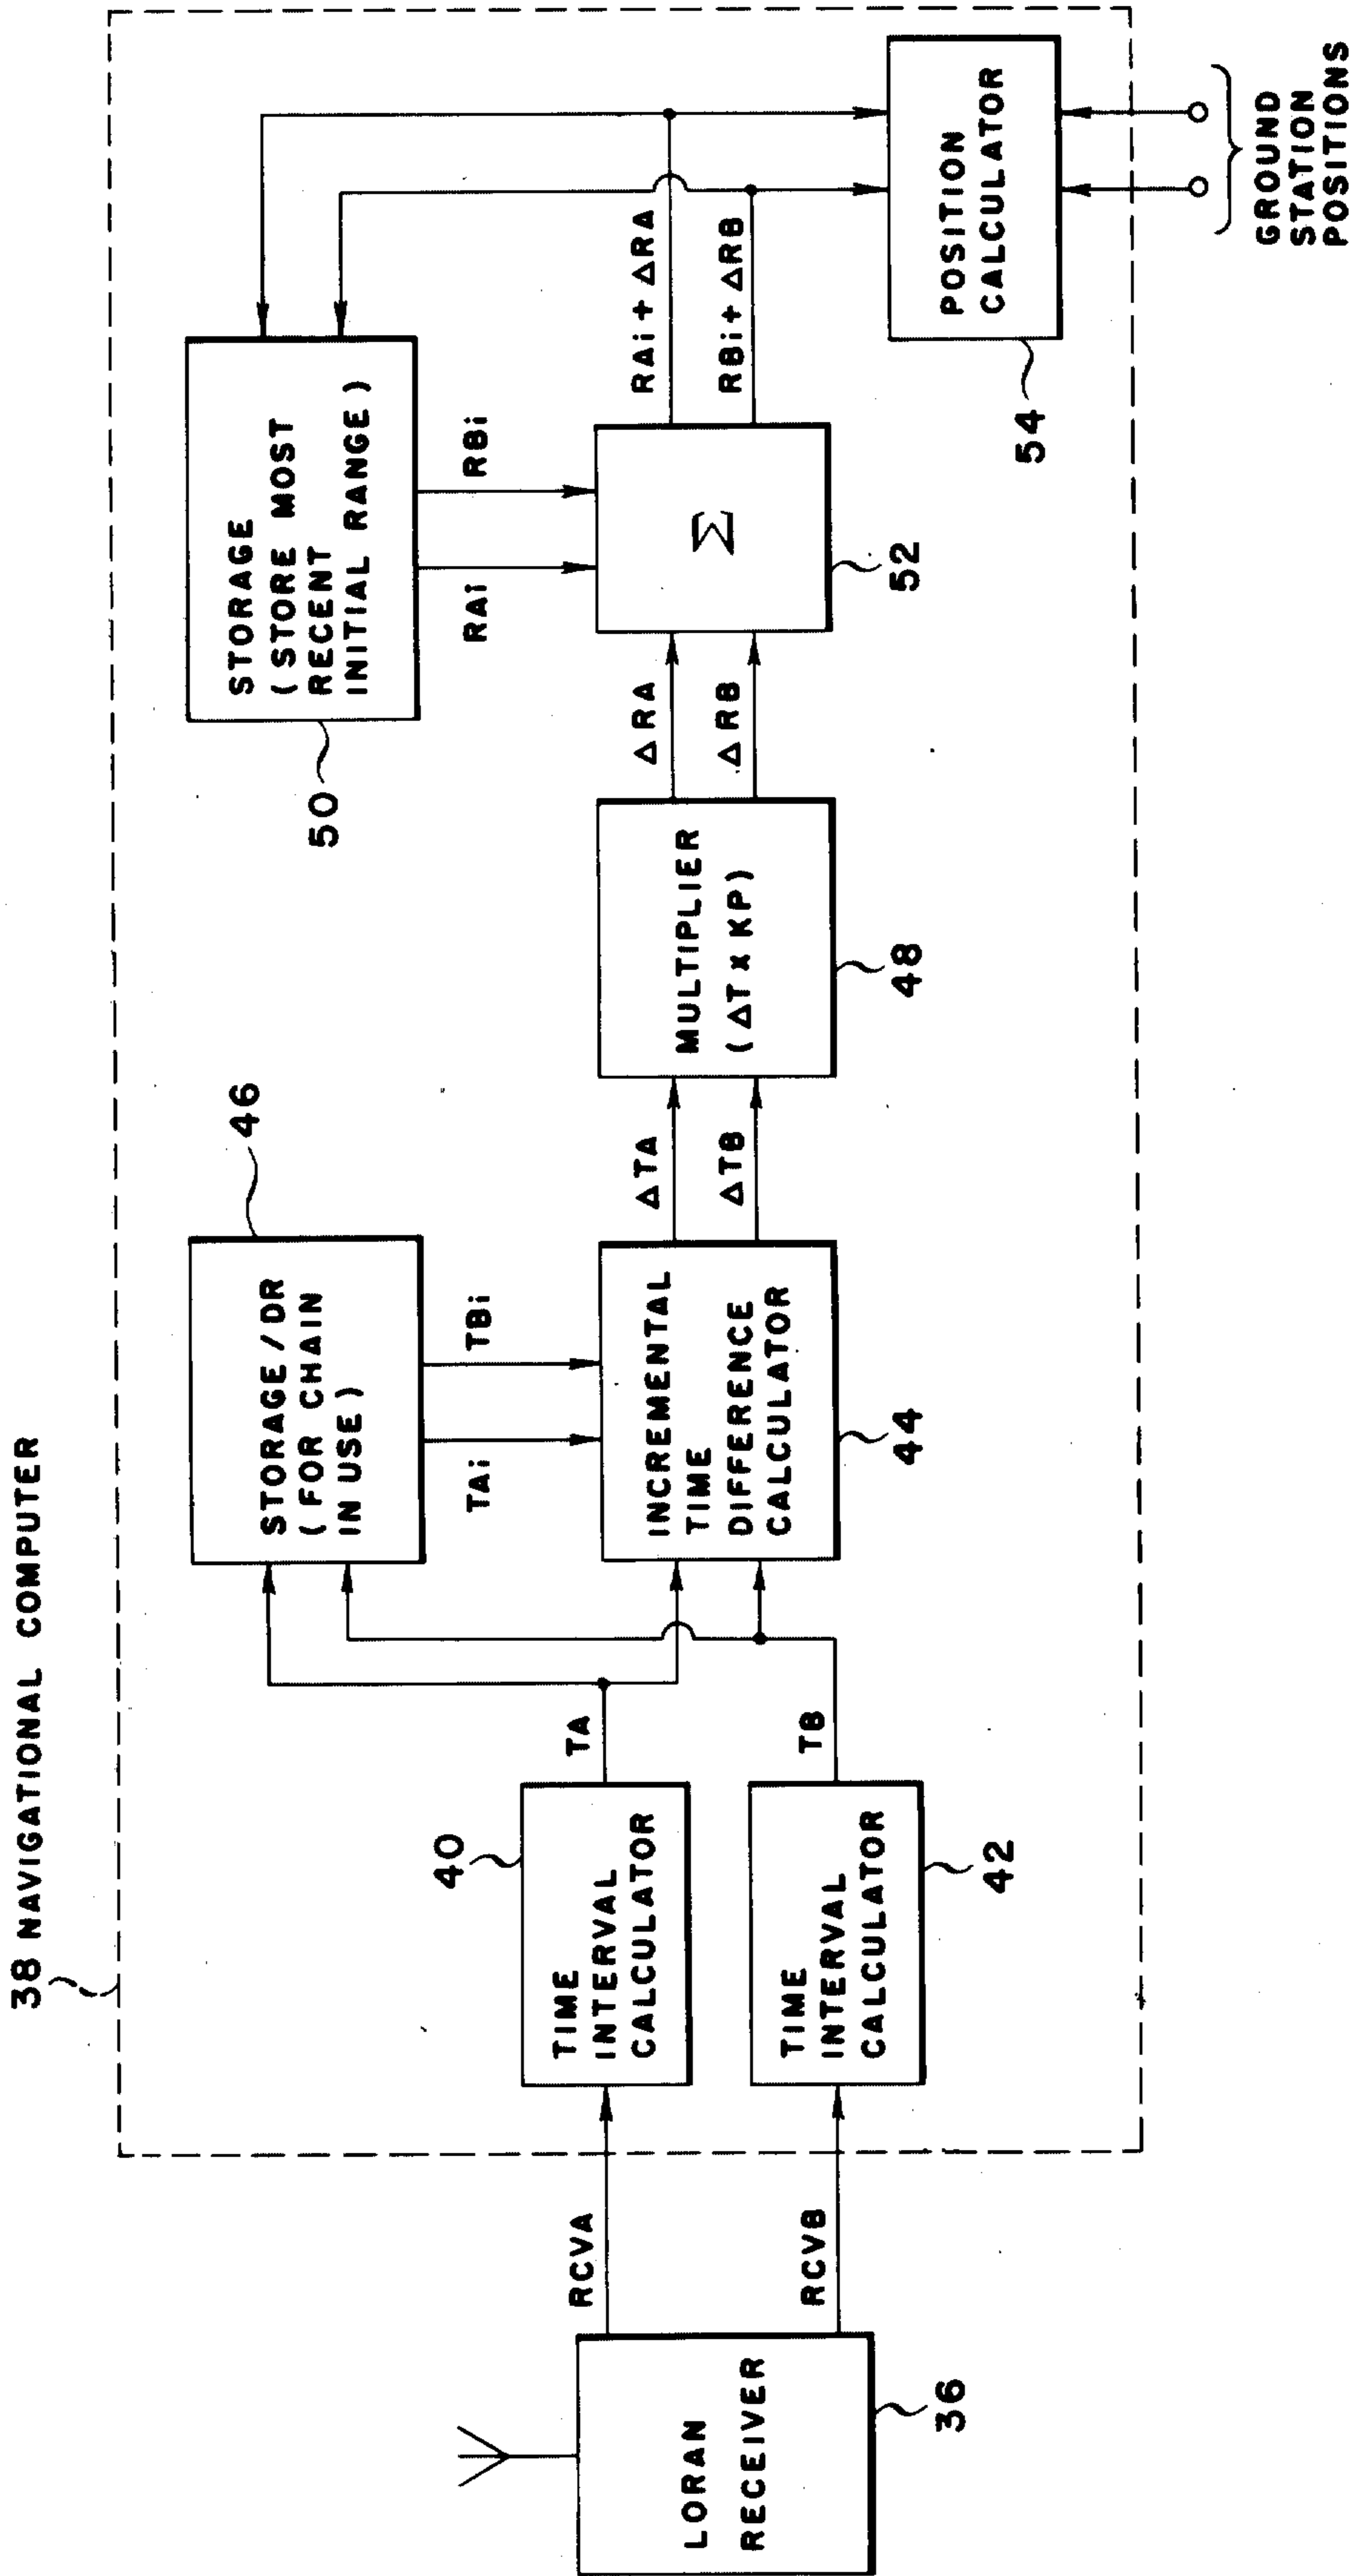 38 NAVIGATIONAL COMPUTER
LORAN
RECEIVER
36
RCVA
RCVB
40
TIME
INTERVAL
CALCULATOR
TIME
INTERVAL
CALCULATOR
42
TA
TB
46
STORAGE/DR
(FOR CHAIN
IN USE)
TAi
TBi
INCREMENTAL
TIME
DIFFERENCE
CALCULATOR
44
ΔTA
ΔTB
MULTIPLIER
(ΔT x KP)
48
ΔRA
ΔRB
50
STORAGE
(STORE MOST
RECENT
INITIAL RANGE)
RAi
RBi
Σ
52
RAi + ΔRA
RBi + ΔRB
POSITION
CALCULATOR
54
GROUND
STATION
POSITIONS